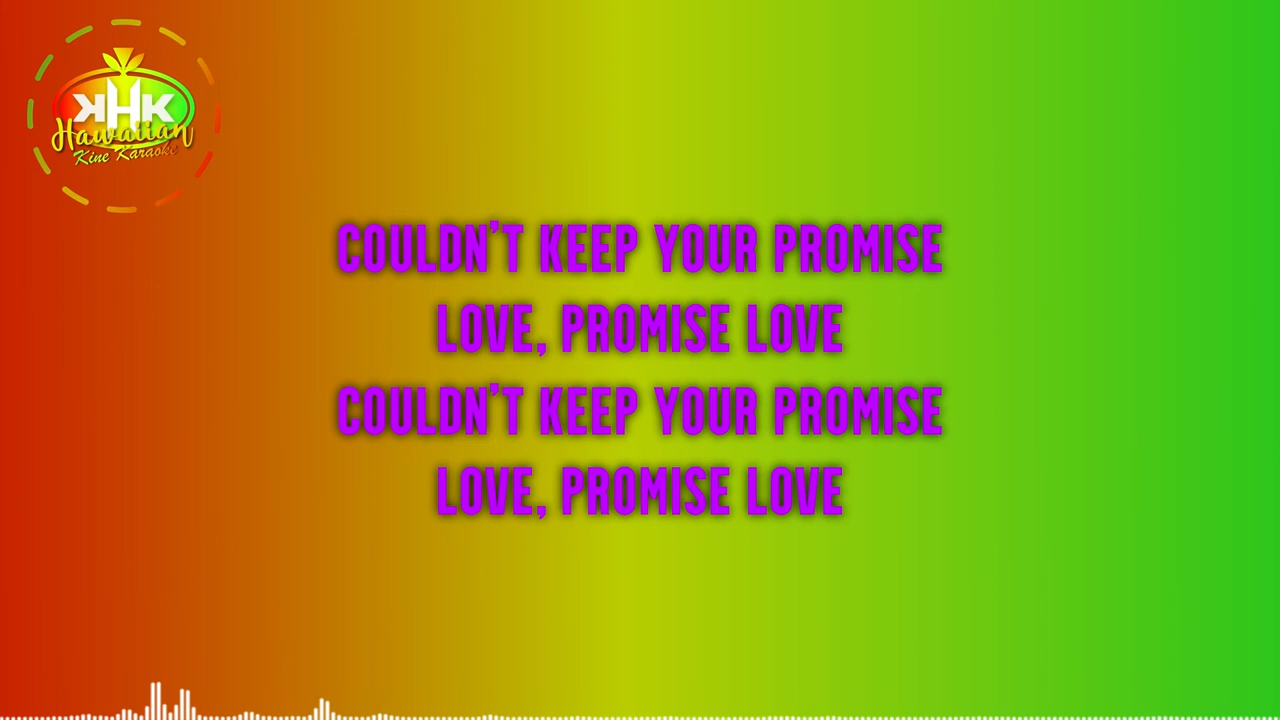 KHK
Hawaiian
Kine Karaoke
COULDN'T KEEP YOUR PROMISE
LOVE, PROMISE LOVE
COULDN'T KEEP YOUR PROMISE
LOVE, PROMISE LOVE